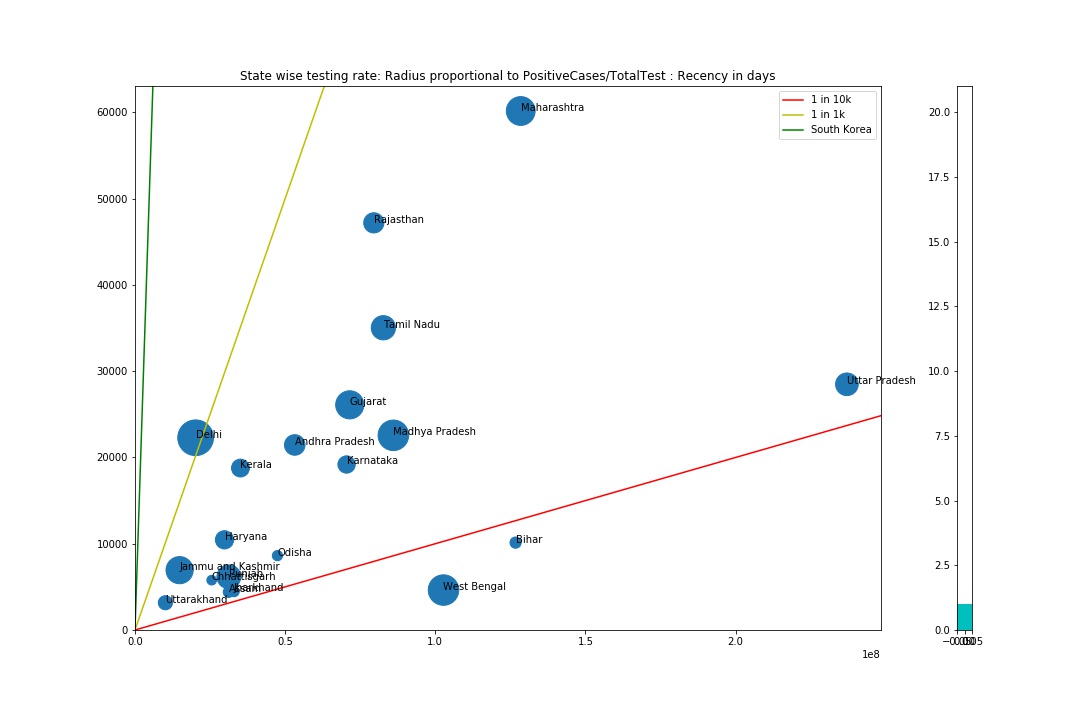 State wise testing rate: Radius proportional to PositiveCases/TotalTest : Recency in days
1 in 10k
1 in 1k
South Korea
60000
50000
40000
30000
20000
10000
0
Maharashtra
Rajasthan
Tamil Nadu
Uttar Pradesh
Gujarat
Madhya Pradesh
Delhi
Andhra Pradesh
Karnataka
Kerala
Haryana
Odisha
Bihar
Jammu and Kashmir
Punjab
Chhattisgarh
Jharkhand
Assam
West Bengal
Uttarakhand
0.0 0.5 1.0 1.5 2.0
1e8
20.0
17.5
15.0
12.5
10.0
7.5
5.0
2.5
0.0